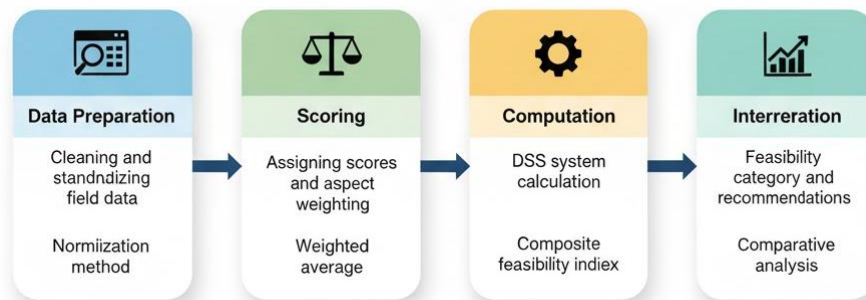 Data Preparation
Cleaning and
standndizing
field data
Normiization
method
Scoring
Assigning scores
and aspect
weighting
Weighted
average
Computation
DSS system
calculation
Composite
feasibility indiex
Interreration
Feasibility
category and
recommendations
Comparative
analysis